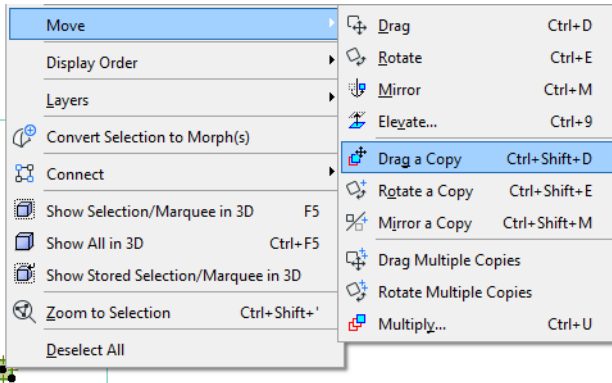 Move
Display Order
Layers
Convert Selection to Morph(s)
Connect
Show Selection/Marquee in 3D F5
Show All in 3D Ctrl+F5
Show Stored Selection/Marquee in 3D
Zoom to Selection Ctrl+Shift+'
Deselect All
Drag Ctrl+D
Rotate Ctrl+E
Mirror Ctrl+M
Elevate... Ctrl+9
Drag a Copy Ctrl+Shift+D
Rotate a Copy Ctrl+Shift+E
Mirror a Copy Ctrl+Shift+M
Drag Multiple Copies
Rotate Multiple Copies
Multiply... Ctrl+U